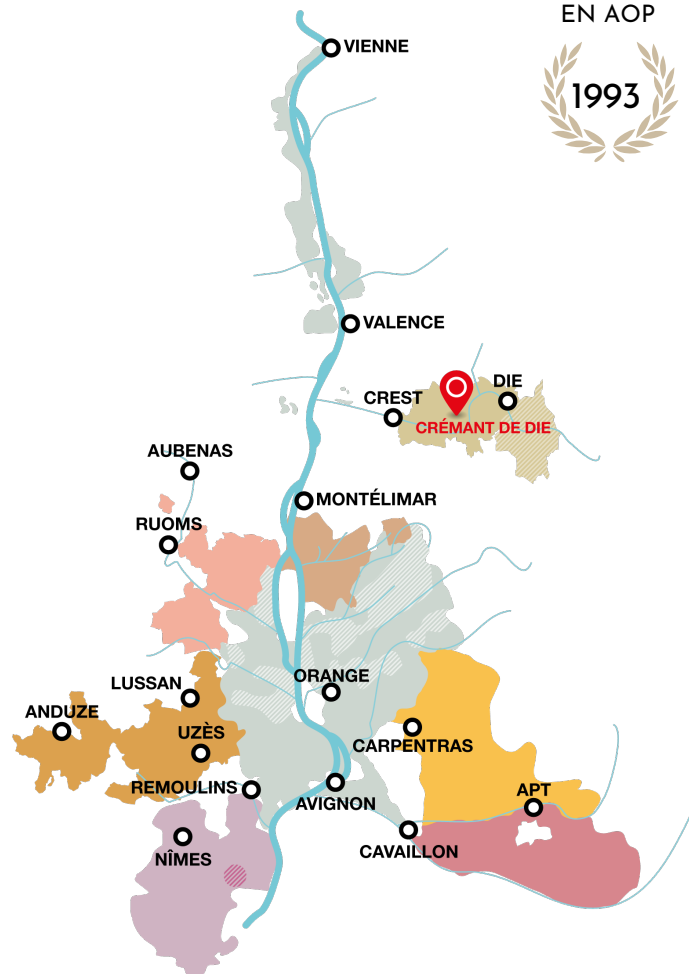 EN AOP
1993
VIENNE
VALENCE
DIE
CREST
CRÉMANT DE DIE
AUBENAS
MONTÉLIMAR
RUOMS
ORANGE
LUSSAN
ANDUZE
UZÈS
CARPENTRAS
REMOULINS
AVIGNON
APT
NÎMES
CAVAILLON